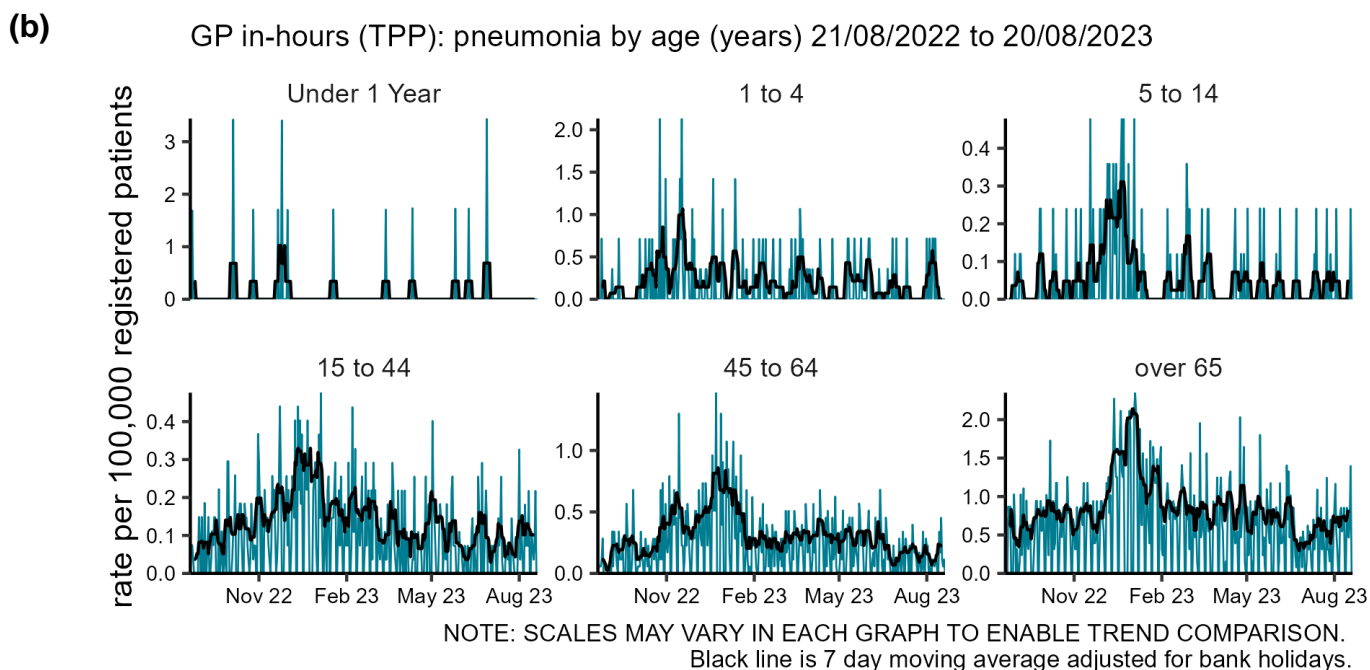 (b)
GP in-hours (TPP): pneumonia by age (years) 21/08/2022 to 20/08/2023
rate per 100,000 registered patients
Under 1 Year
1 to 4
5 to 14
3
2
1
0
2.0
1.5
1.0
0.5
0.0
0.4
0.3
0.2
0.1
0.0
15 to 44
45 to 64
over 65
0.4
0.3
0.2
0.1
0.0
1.0
0.5
0.0
2.0
1.5
1.0
0.5
0.0
Nov 22 Feb 23 May 23 Aug 23
Nov 22 Feb 23 May 23 Aug 23
Nov 22 Feb 23 May 23 Aug 23
NOTE: SCALES MAY VARY IN EACH GRAPH TO ENABLE TREND COMPARISON.
Black line is 7 day moving average adjusted for bank holidays.